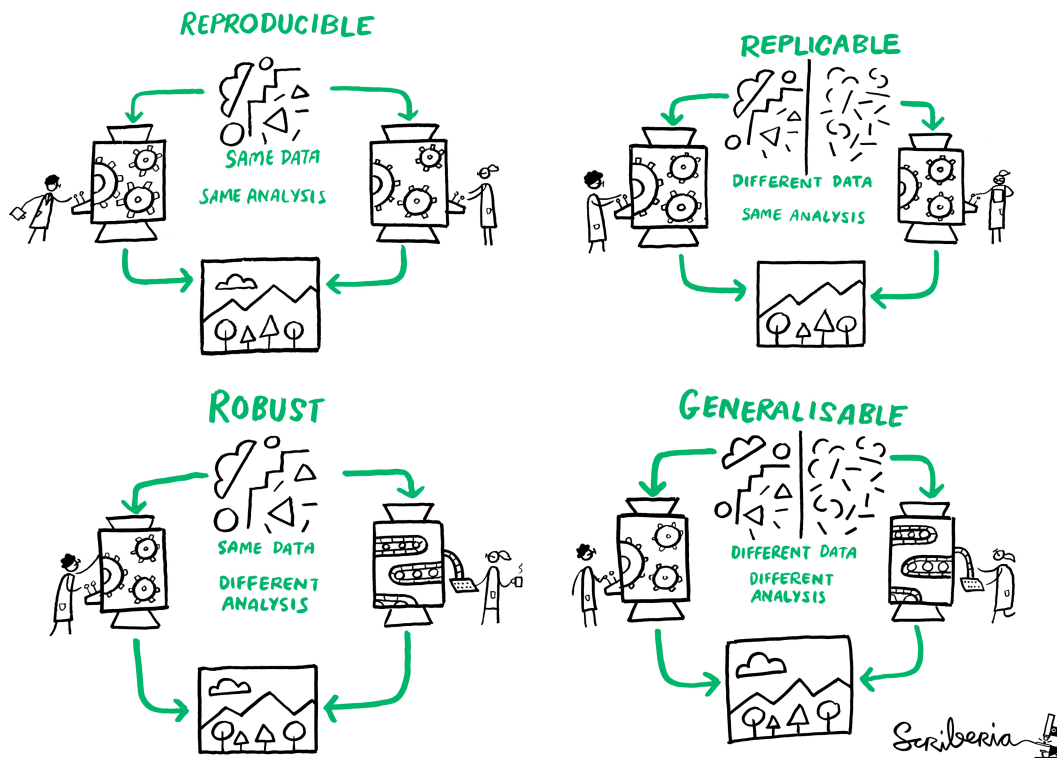 REPRODUCIBLE
SAME DATA
SAME ANALYSIS
REPLICABLE
DIFFERENT DATA
SAME ANALYSIS
ROBUST
SAME DATA
DIFFERENT
ANALYSIS
GENERALISABLE
DIFFERENT DATA
DIFFERENT
ANALYSIS
Scriberia